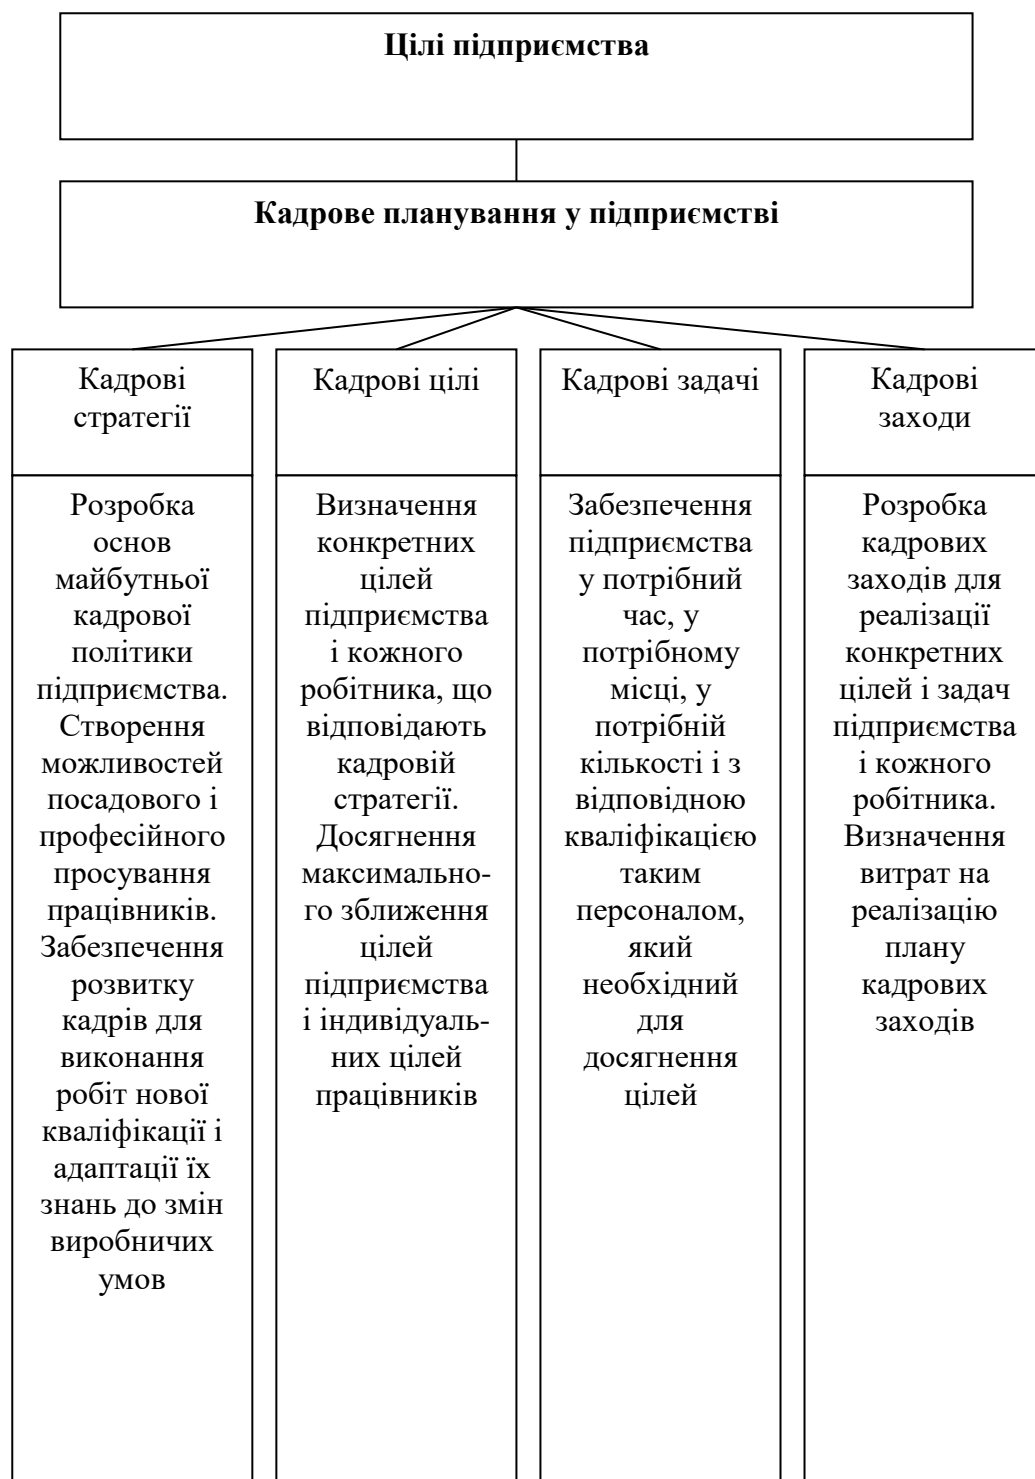 Цілі підприємства
Кадрове планування у підприємстві
Кадрові
стратегії
Розробка
основ
майбутньої
кадрової
політики
підприємства.
Створення
можливостей
посадового і
професійного
просування
працівників.
Забезпечення
розвитку
кадрів для
виконання
робіт нової
кваліфікації і
адаптації їх
знань до змін
виробничих
умов
Кадрові цілі
Визначення
конкретних
цілей
підприємства
і кожного
робітника, що
відповідають
кадровій
стратегії.
Досягнення
максимально-
го зближення
цілей
підприємства
і індивідуаль-
них цілей
працівників
Кадрові задачі
Забезпечення
підприємства
у потрібний
час, у
потрібному
місці, у
потрібній
кількості і з
відповідною
кваліфікацією
таким
персоналом,
який
необхідний
для
досягнення
цілей
Кадрові
заходи
Розробка
кадрових
заходів для
реалізації
конкретних
цілей і задач
підприємства
і кожного
робітника.
Визначення
витрат на
реалізацію
плану
кадрових
заходів